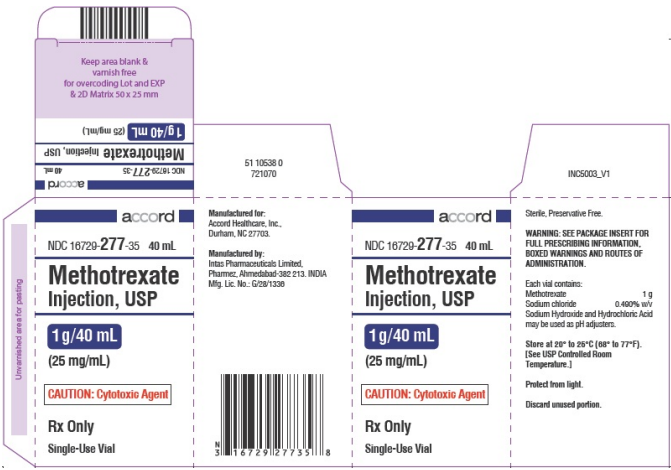 Keep area blank &
varnish free
for overcoding Lot and EXP
& 2D Matrix 50 x 25 mm
1 g/40 mL (25 mg/mL)
Methotrexate Injection, USP
NDC 16729-277-35 40 mL
accord
Unvarnished area for pasting
accord
NDC 16729-277-35 40 mL
Methotrexate
Injection, USP
1 g/40 mL
(25 mg/mL)
CAUTION: Cytotoxic Agent
Rx Only
Single-Use Vial
51 10538 0
721070
Manufactured for:
Accord Healthcare, Inc.,
Durham, NC 27703.
Manufactured by:
Intas Pharmaceuticals Limited,
Pharmez, Ahmedabad-382 213. INDIA
Mfg. Lic. No.: G/28/1336
N
3 16729 27735 8
accord
NDC 16729-277-35 40 mL
Methotrexate
Injection, USP
1 g/40 mL
(25 mg/mL)
CAUTION: Cytotoxic Agent
Rx Only
Single-Use Vial
INC5003_V1
Sterile, Preservative Free.
WARNING: SEE PACKAGE INSERT FOR
FULL PRESCRIBING INFORMATION,
BOXED WARNINGS AND ROUTES OF
ADMINISTRATION.
Each vial contains:
Methotrexate 1 g
Sodium chloride 0.490% w/v
Sodium Hydroxide and Hydrochloric Acid
may be used as pH adjusters.
Store at 20° to 25°C (68° to 77°F).
[See USP Controlled Room
Temperature.]
Protect from light.
Discard unused portion.